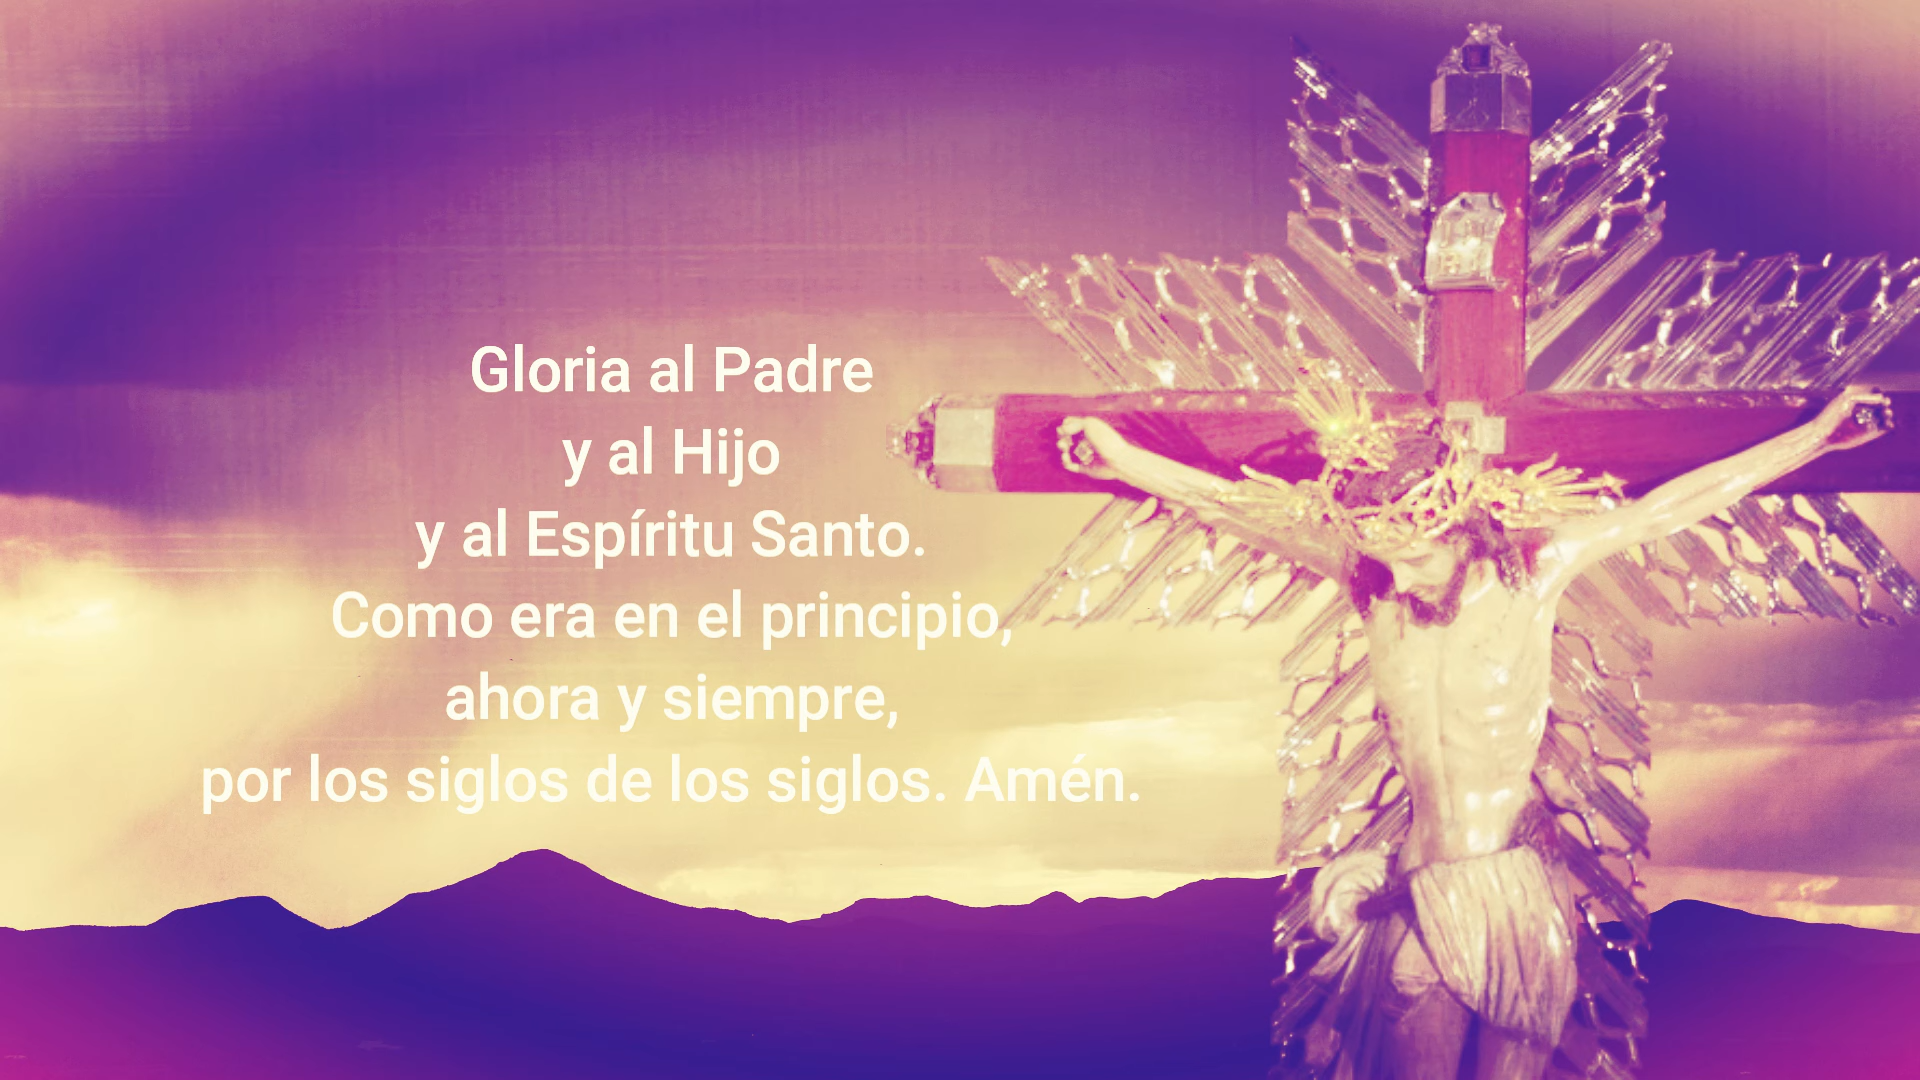 Gloria al Padre
y al Hijo
y al Espíritu Santo.
Como era en el principio,
ahora y siempre,
por los siglos de los siglos. Amén.